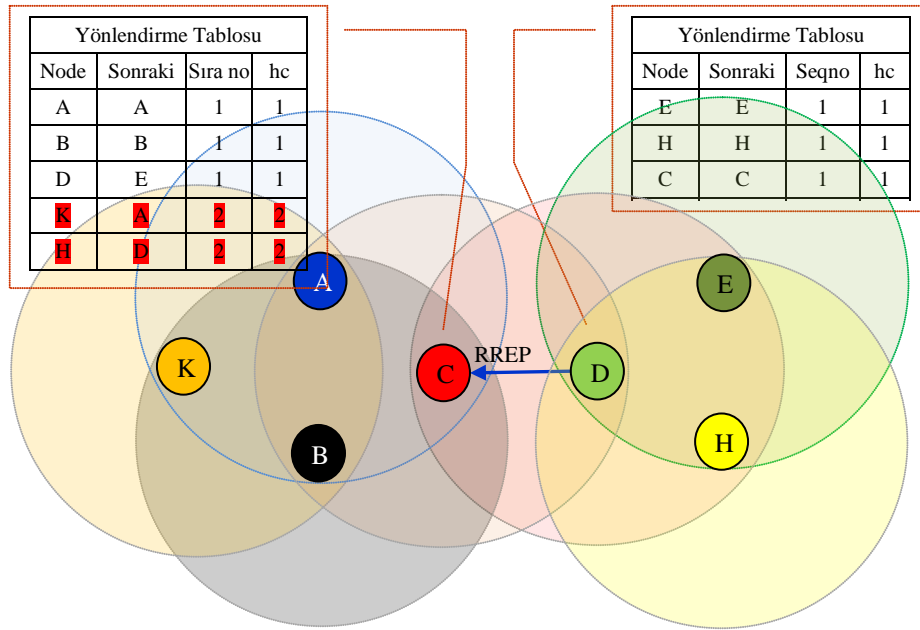 Yönlendirme Tablosu
Node Sonraki Sıra no hc
A A 1 1
B B 1 1
D E 1 1
K A 2 2
H D 2 2
Yönlendirme Tablosu
Node Sonraki Seqno hc
E E 1 1
H H 1 1
C C 1 1
A
E
K
RREP
C
D
B
H